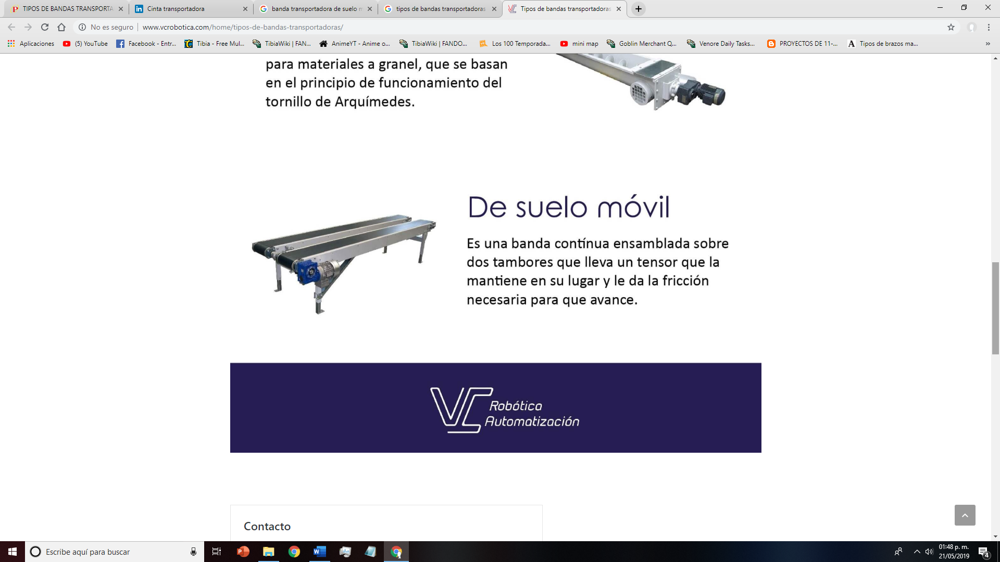 TIPOS DE BANDAS TRANSPORTA
Cinta transportadora
banda transportadora de suelo m
tipos de bandas transportadoras
Tipos de bandas transportadoras
No es seguro
www.vcrobotica.com/home/tipos-de-bandas-transportadoras/
Aplicaciones
(5) YouTube
Facebook - Entr...
Tibia - Free Mul...
TibiaWiki | FAN...
AnimeYT - Anime o...
TibiaWiki | FANDO...
Los 100 Temporada...
mini map
Goblin Merchant Q...
Venore Daily Tasks...
PROYECTOS DE 11-...
Tipos de brazos ma...
»
para materiales a granel, que se basan
en el principio de funcionamiento del
tornillo de Arquímedes.
De suelo móvil
Es una banda contínua ensamblada sobre
dos tambores que lleva un tensor que la
mantiene en su lugar y le da la fricción
necesaria para que avance.
VC Robótica
Automatización
Contacto
Escribe aquí para buscar
01:48 p. m.
21/05/2019
4